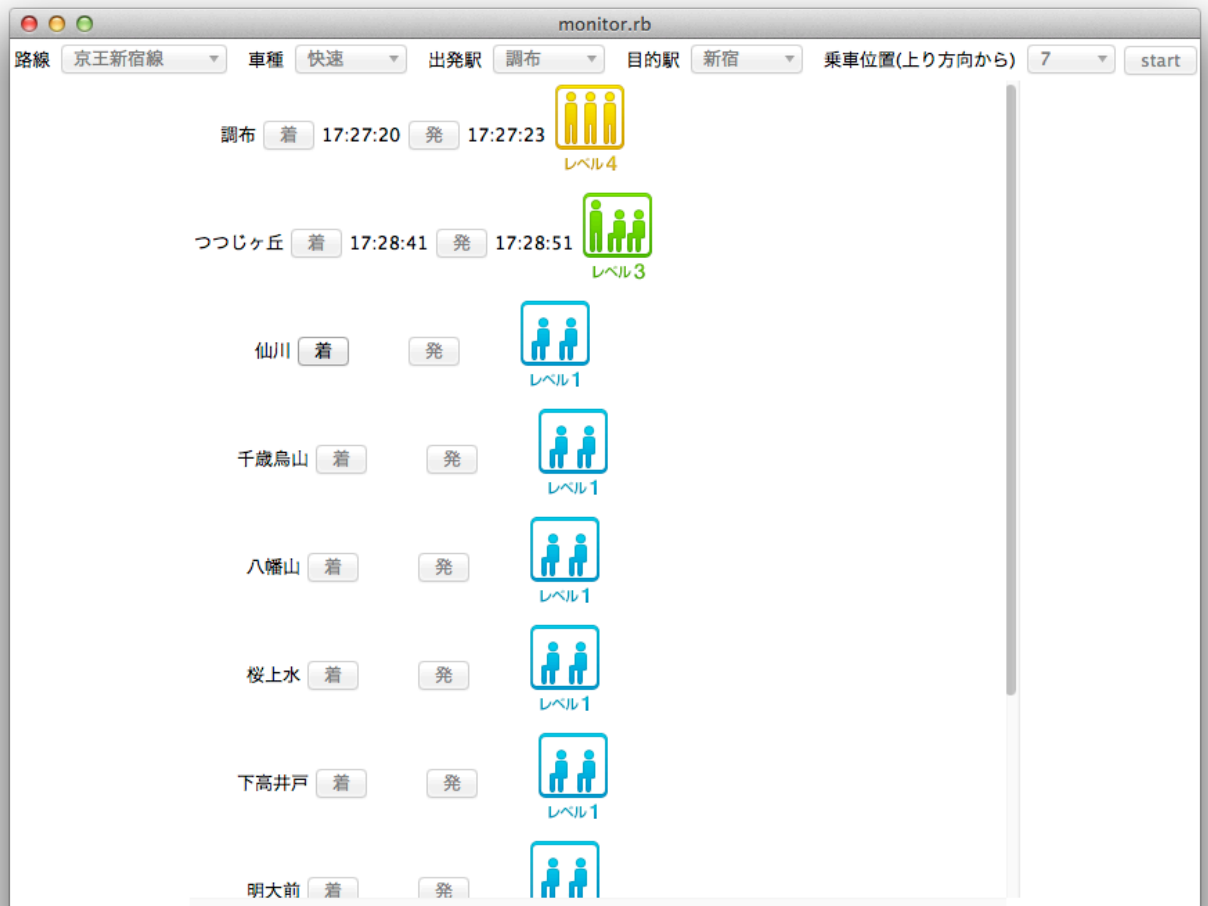 monitor.rb
路線 京王新宿線 車種 快速 出発駅 調布 目的駅 新宿 乗車位置(上り方向から) 7 start
調布 着 17:27:20 発 17:27:23
レベル4
つつじヶ丘 着 17:28:41 発 17:28:51
レベル3
仙川 着 発
レベル1
千歳烏山 着 発
レベル1
八幡山 着 発
レベル1
桜上水 着 発
レベル1
下高井戸 着 発
レベル1
明大前 着 発